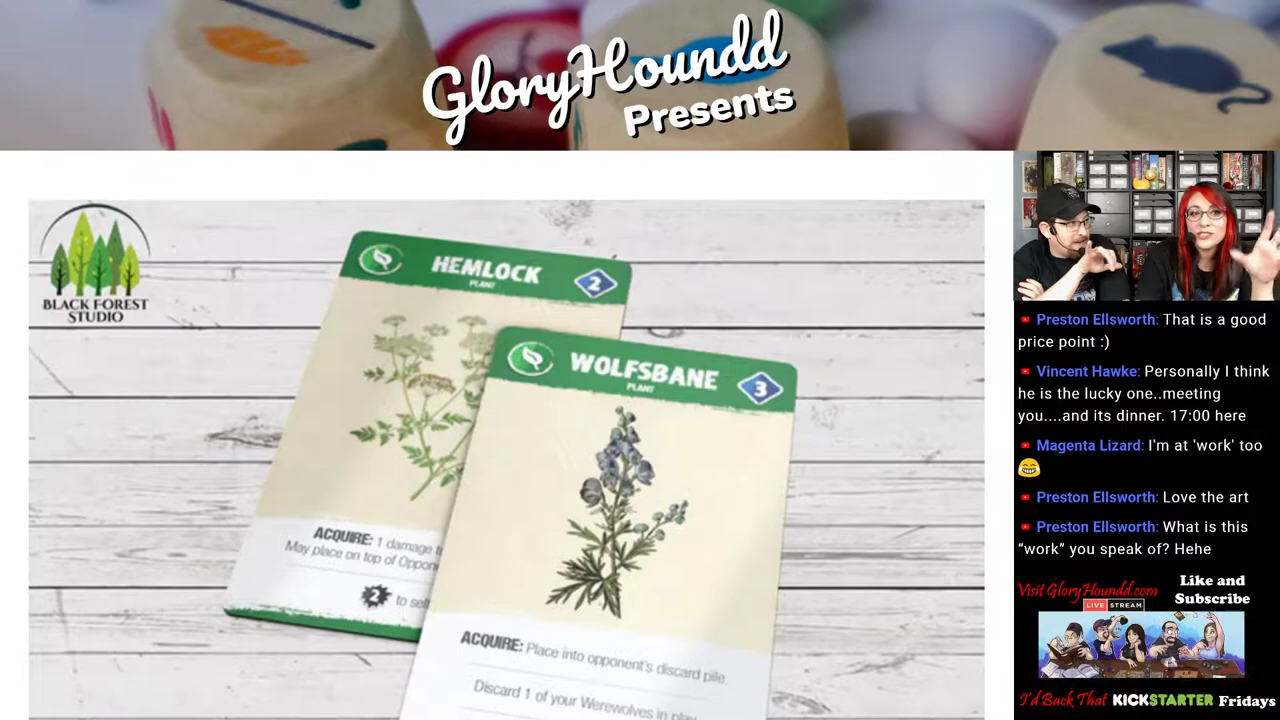 GloryHoundd
Presents
BLACK FOREST
STUDIO
HEMLOCK
PLANT
2
ACQUIRE: 1 damage
May place on top of
2 to self
WOLFSBANE
PLANT
3
ACQUIRE: Place into opponent's discard pile
Discard 1 of your Werewolves in play
Preston Ellsworth: That is a good
price point :)
Vincent Hawke: Personally I think
he is the lucky one..meeting
you....and its dinner. 17:00 here
Magenta Lizard: I'm at 'work' too
😂
Preston Ellsworth: Love the art
Preston Ellsworth: What is this
“work” you speak of? Hehe
Visit GloryHoundd.com
Like and
Subscribe
LIVE STREAM
I'd Back That KICKSTARTER Fridays